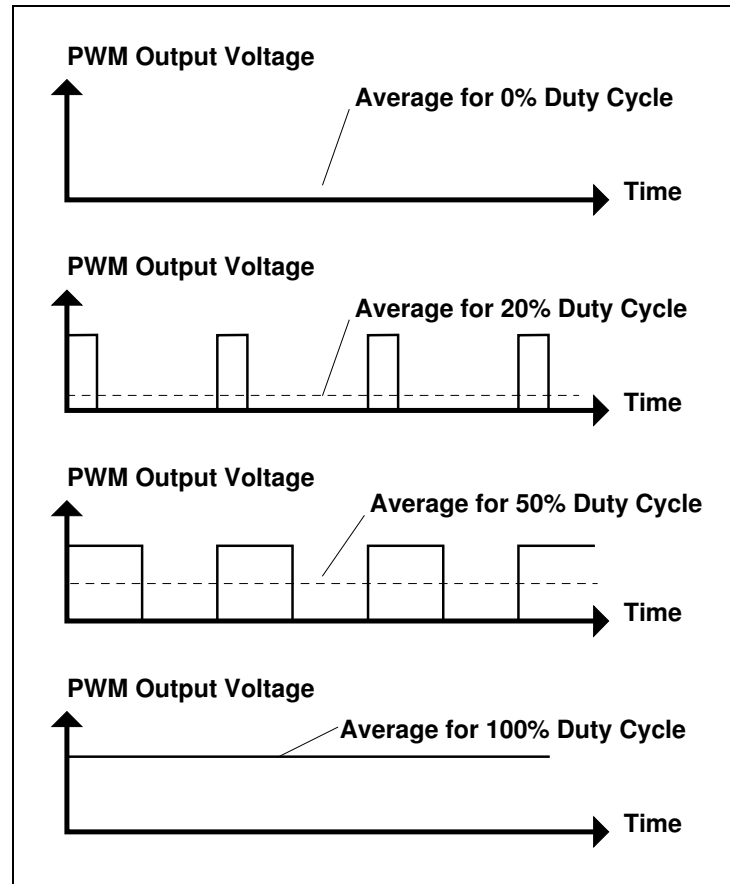 PWM Output Voltage
Average for 0% Duty Cycle
Time
PWM Output Voltage
Average for 20% Duty Cycle
Time
PWM Output Voltage
Average for 50% Duty Cycle
Time
PWM Output Voltage
Average for 100% Duty Cycle
Time